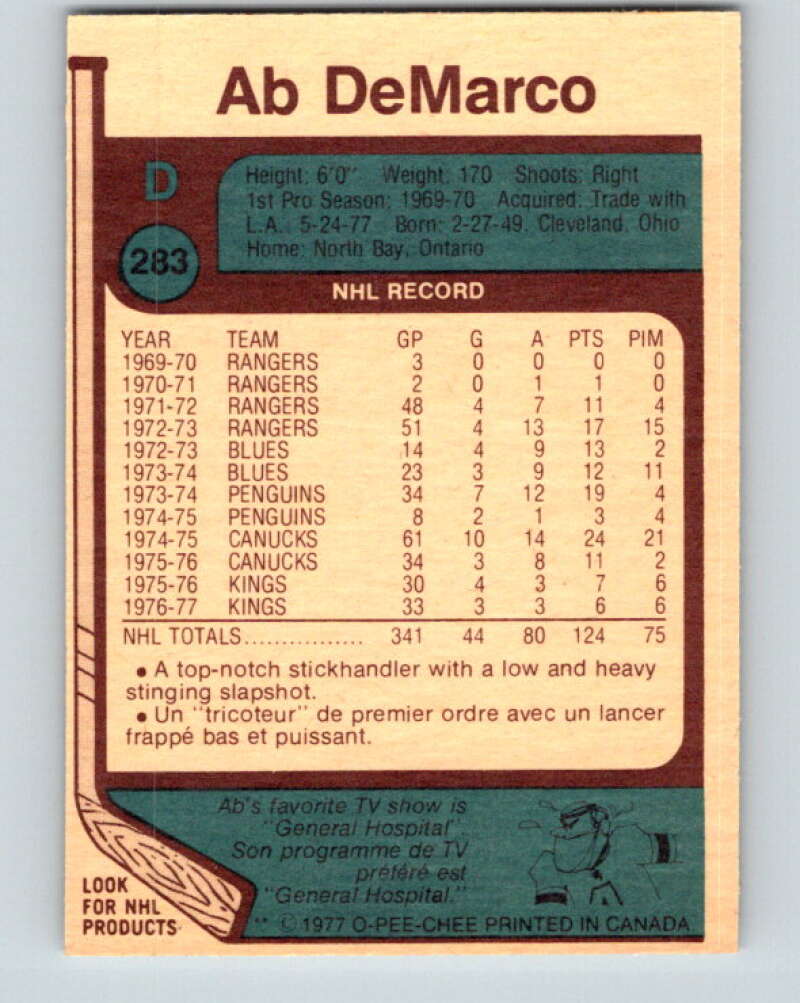 Ab DeMarco
D
Height: 6'0" Weight: 170 Shoots: Right
1st Pro Season: 1969-70 Acquired: Trade with
L.A. 5-24-77 Born: 2-27-49, Cleveland, Ohio
Home: North Bay, Ontario
283
NHL RECORD
YEAR TEAM GP G A PTS PIM
1969-70 RANGERS 3 0 0 0 0
1970-71 RANGERS 2 0 1 1 0
1971-72 RANGERS 48 4 7 11 4
1972-73 RANGERS 51 4 13 17 15
1972-73 BLUES 14 4 9 13 2
1973-74 BLUES 23 3 9 12 11
1973-74 PENGUINS 34 7 12 19 4
1974-75 PENGUINS 8 2 1 3 4
1974-75 CANUCKS 61 10 14 24 21
1975-76 CANUCKS 34 3 8 11 2
1975-76 KINGS 30 4 3 7 6
1976-77 KINGS 33 3 3 6 6
NHL TOTALS................ 341 44 80 124 75
• A top-notch stickhandler with a low and heavy
stinging slapshot.
• Un "tricoteur" de premier ordre avec un lancer
frappé bas et puissant.
Ab's favorite TV show is
"General Hospital".
Son programme de TV
préféré est
"General Hospital."
LOOK
FOR NHL
PRODUCTS
** © 1977 O-PEE-CHEE PRINTED IN CANADA